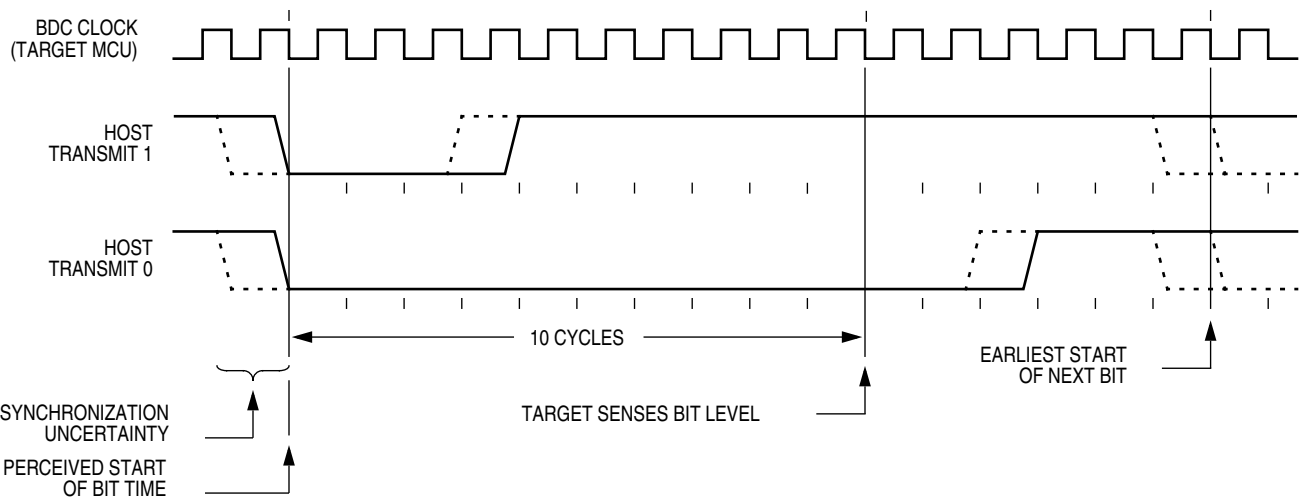 BDC CLOCK
(TARGET MCU)
HOST
TRANSMIT 1
HOST
TRANSMIT 0
10 CYCLES
EARLIEST START
OF NEXT BIT
SYNCHRONIZATION
UNCERTAINTY
TARGET SENSES BIT LEVEL
PERCEIVED START
OF BIT TIME